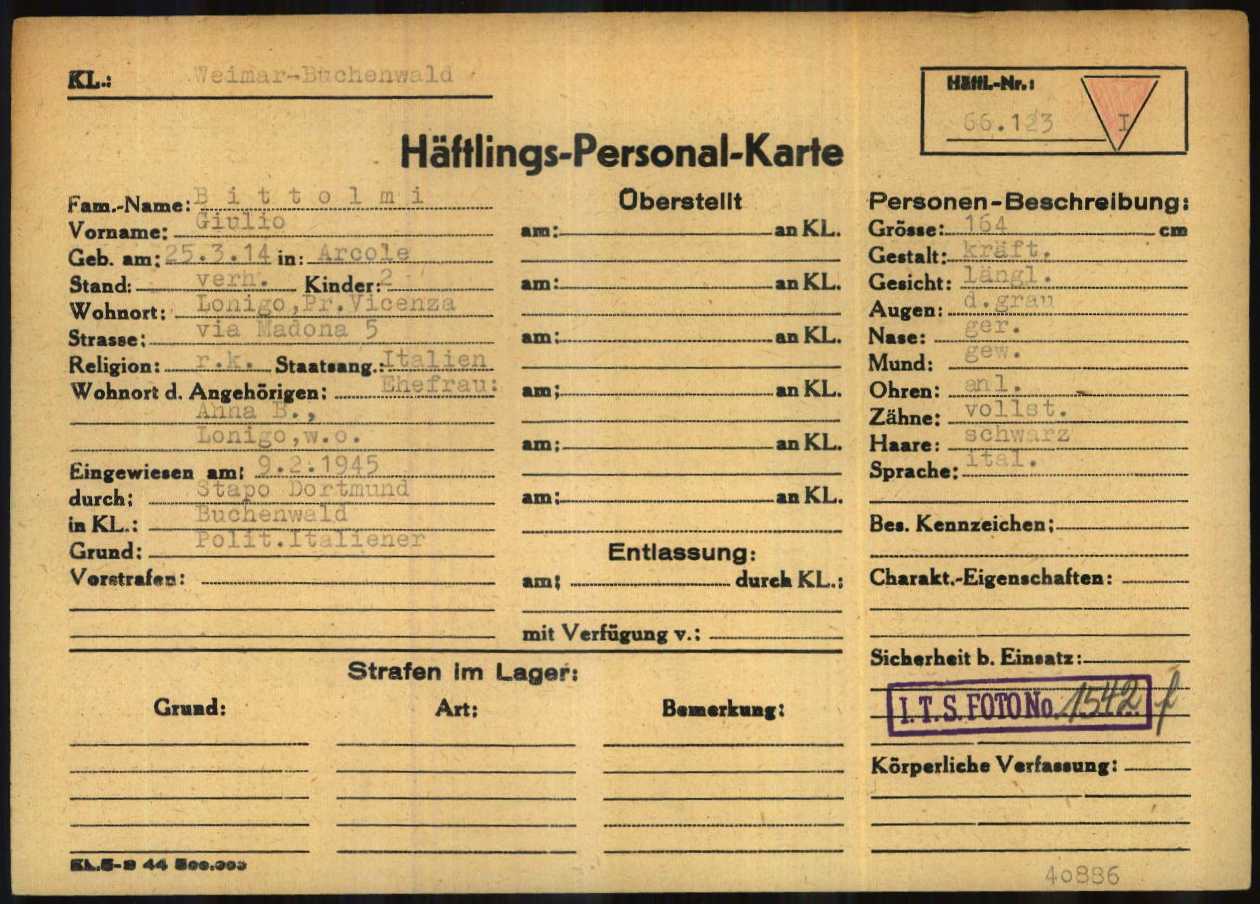 KL.: Weimar-Buchenwald
Häftl.-Nr.:
66.123 I
Häftlings-Personal-Karte
Fam.-Name: Bittolmi
Vorname: Giulio
Geb. am: 25.3.14 in: Arcole
Stand: verh. Kinder: 2
Wohnort: Lonigo,Pr.Vicenza
Strasse: via Madona 5
Religion: r.k. Staatsang.: Italien
Wohnort d. Angehörigen: Ehefrau:
Anna B.,
Lonigo,w.o.
Eingewiesen am: 9.2.1945
durch: Stapo Dortmund
in KL.: Buchenwald
Grund: Polit.Italiener
Vorstrafen:
Überstellt
am: an KL.
am: an KL.
am: an KL.
am: an KL.
am: an KL.
am: an KL.
Entlassung:
am: durch KL.:
mit Verfügung v.:
Personen-Beschreibung:
Grösse: 164 cm
Gestalt: kräft.
Gesicht: längl.
Augen: d.grau
Nase: ger.
Mund: gew.
Ohren: anl.
Zähne: vollst.
Haare: schwarz
Sprache: ital.
Bes. Kennzeichen:
Charakt.-Eigenschaften:
Sicherheit b. Einsatz:
I.T.S. FOTO No. 1542 f
Körperliche Verfassung:
Strafen im Lager:
Grund: Art: Bemerkung:
KL.5-9 44 500.000
40886